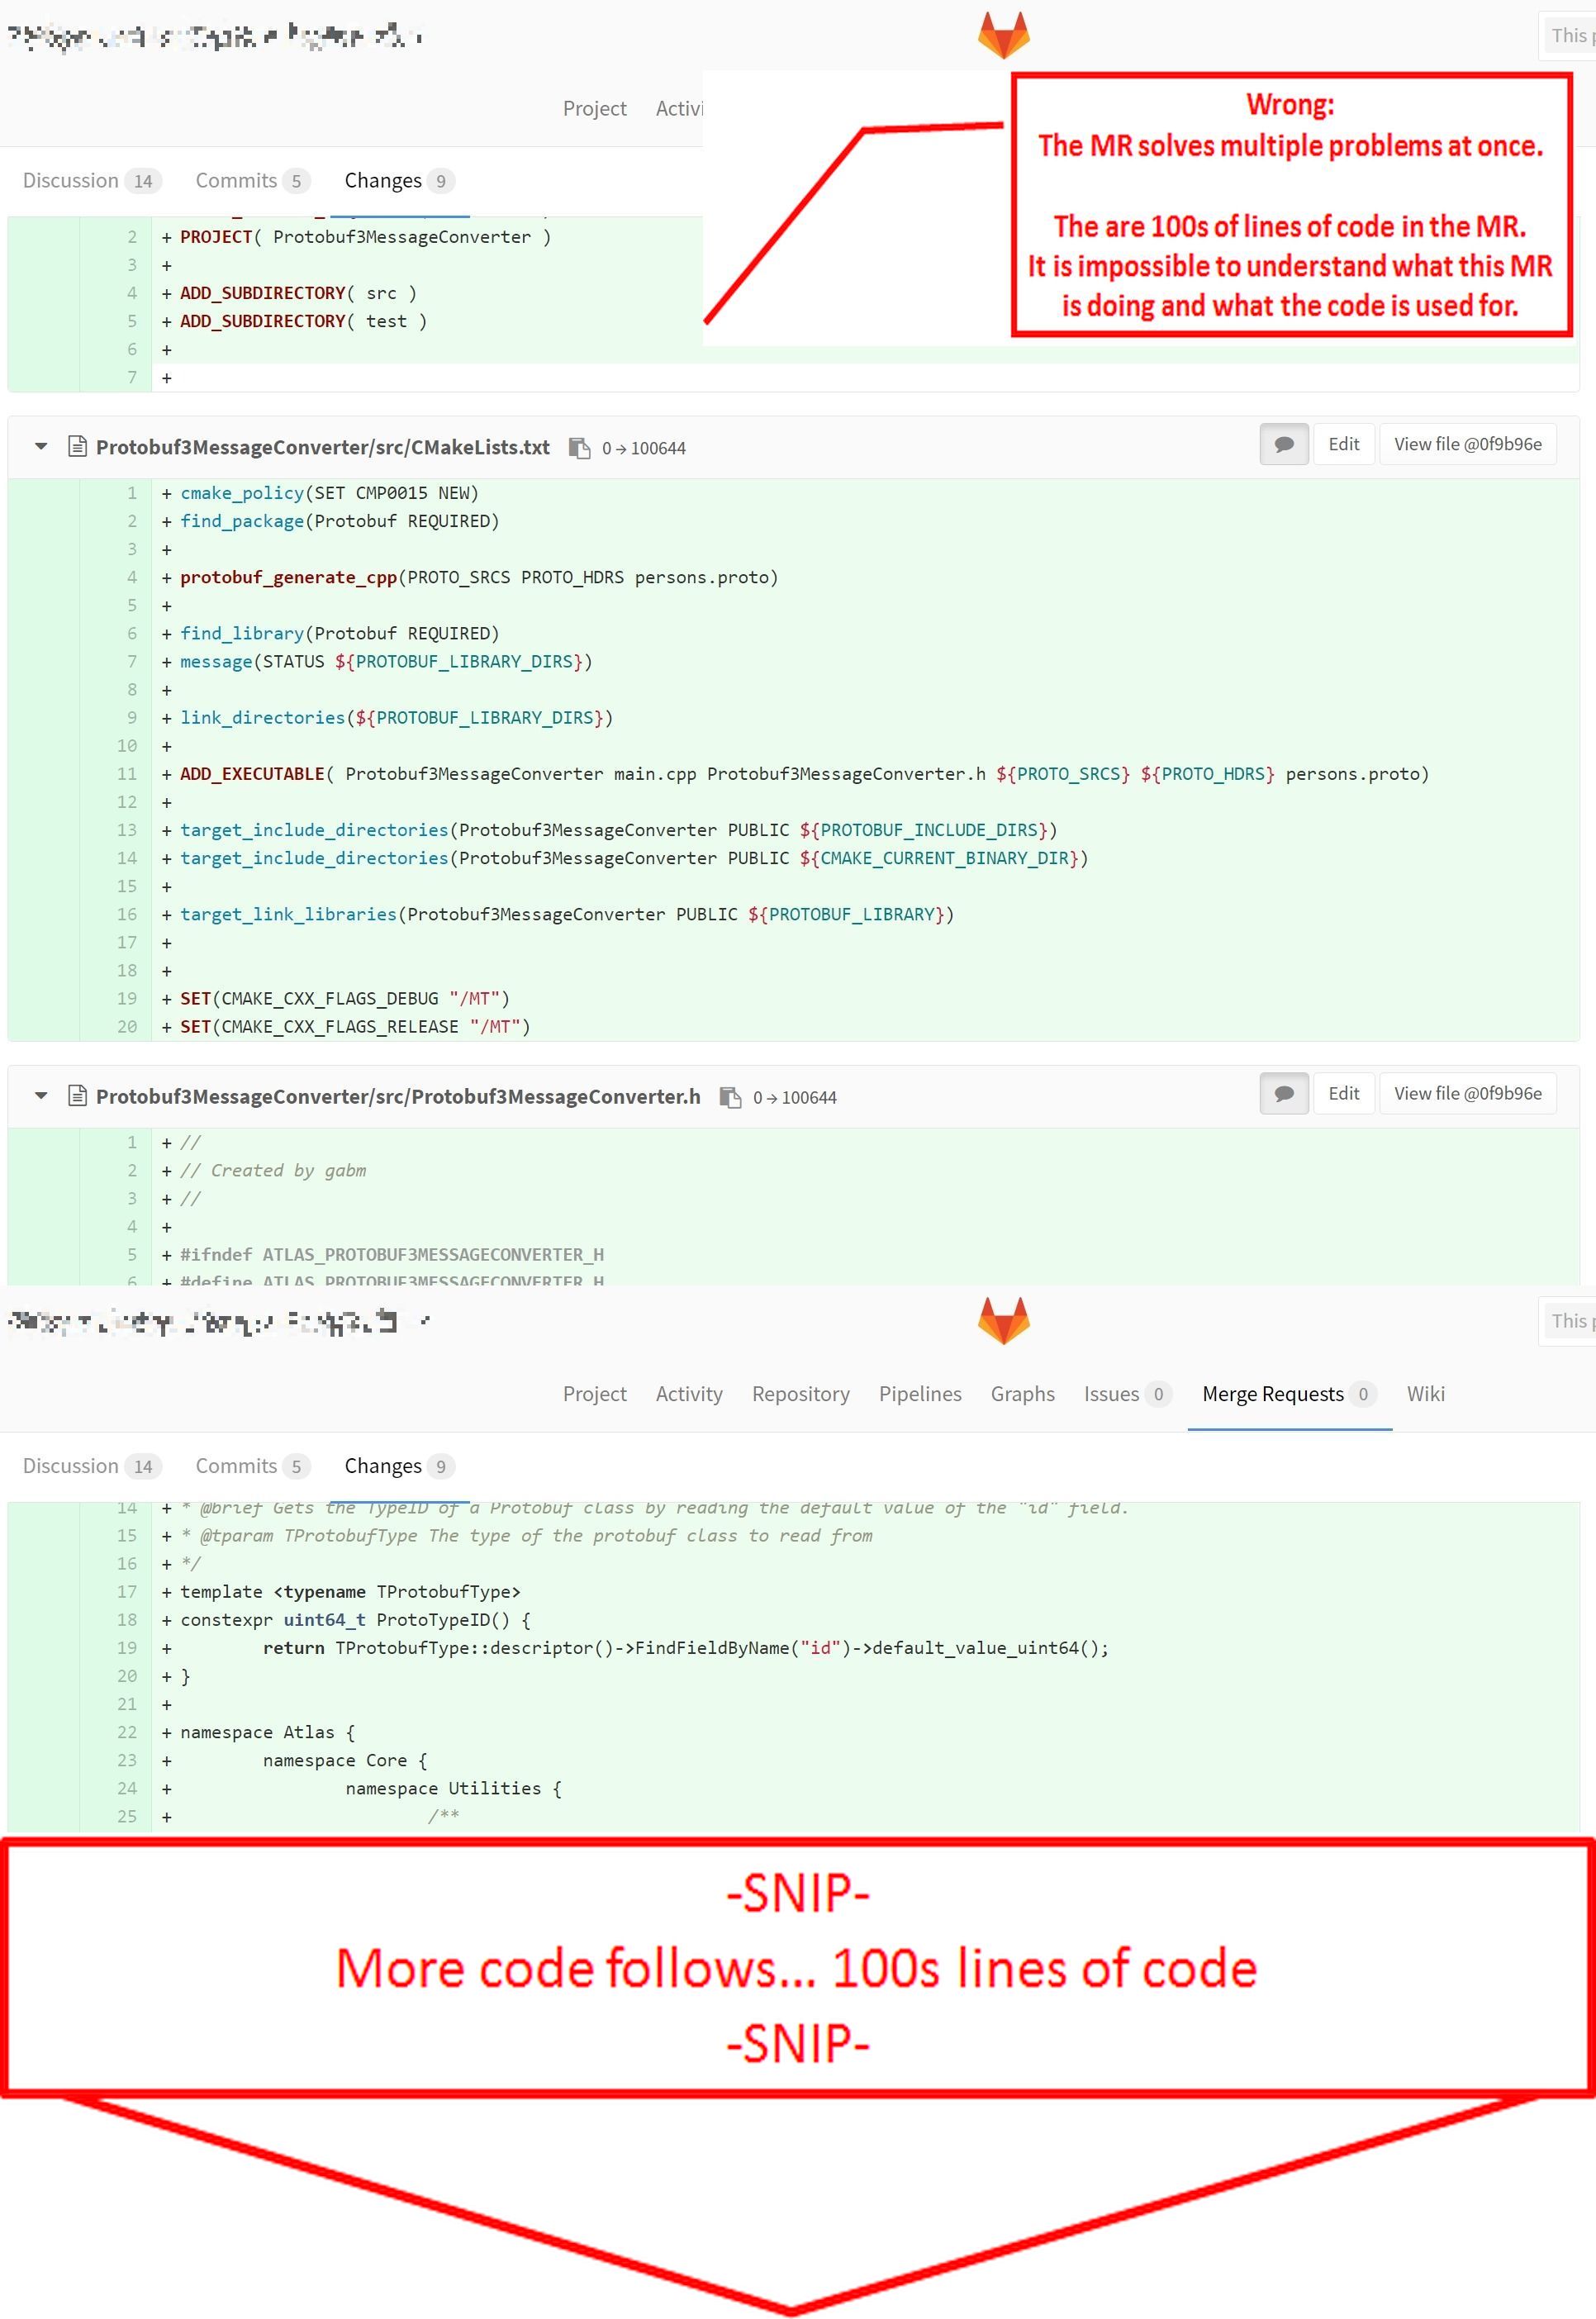 This
Project Activi
Wrong:
The MR solves multiple problems at once.
The are 100s of lines of code in the MR.
It is impossible to understand what this MR
is doing and what the code is used for.
Discussion 14 Commits 5 Changes 9
2 + PROJECT( Protobuf3MessageConverter )
3 +
4 + ADD_SUBDIRECTORY( src )
5 + ADD_SUBDIRECTORY( test )
6 +
7 +
Protobuf3MessageConverter/src/CMakeLists.txt 0 → 100644 Edit View file @0f9b96e
1 + cmake_policy(SET CMP0015 NEW)
2 + find_package(Protobuf REQUIRED)
3 +
4 + protobuf_generate_cpp(PROTO_SRCS PROTO_HDRS persons.proto)
5 +
6 + find_library(Protobuf REQUIRED)
7 + message(STATUS ${PROTOBUF_LIBRARY_DIRS})
8 +
9 + link_directories(${PROTOBUF_LIBRARY_DIRS})
10 +
11 + ADD_EXECUTABLE( Protobuf3MessageConverter main.cpp Protobuf3MessageConverter.h ${PROTO_SRCS} ${PROTO_HDRS} persons.proto)
12 +
13 + target_include_directories(Protobuf3MessageConverter PUBLIC ${PROTOBUF_INCLUDE_DIRS})
14 + target_include_directories(Protobuf3MessageConverter PUBLIC ${CMAKE_CURRENT_BINARY_DIR})
15 +
16 + target_link_libraries(Protobuf3MessageConverter PUBLIC ${PROTOBUF_LIBRARY})
17 +
18 +
19 + SET(CMAKE_CXX_FLAGS_DEBUG "/MT")
20 + SET(CMAKE_CXX_FLAGS_RELEASE "/MT")
Protobuf3MessageConverter/src/Protobuf3MessageConverter.h 0 → 100644 Edit View file @0f9b96e
1 + //
2 + // Created by gabm
3 + //
4 +
5 + #ifndef ATLAS_PROTOBUF3MESSAGECONVERTER_H
6 + #define ATLAS_PROTOBUF3MESSAGECONVERTER_H
This
Project Activity Repository Pipelines Graphs Issues 0 Merge Requests 0 Wiki
Discussion 14 Commits 5 Changes 9
14 + * @brief Gets the TypeID of a Protobuf class by reading the default value of the "id" field.
15 + * @tparam TProtobufType The type of the protobuf class to read from
16 + */
17 + template <typename TProtobufType>
18 + constexpr uint64_t ProtoTypeID() {
19 + return TProtobufType::descriptor()->FindFieldByName("id")->default_value_uint64();
20 + }
21 +
22 + namespace Atlas {
23 + namespace Core {
24 + namespace Utilities {
25 + /**
-SNIP-
More code follows... 100s lines of code
-SNIP-